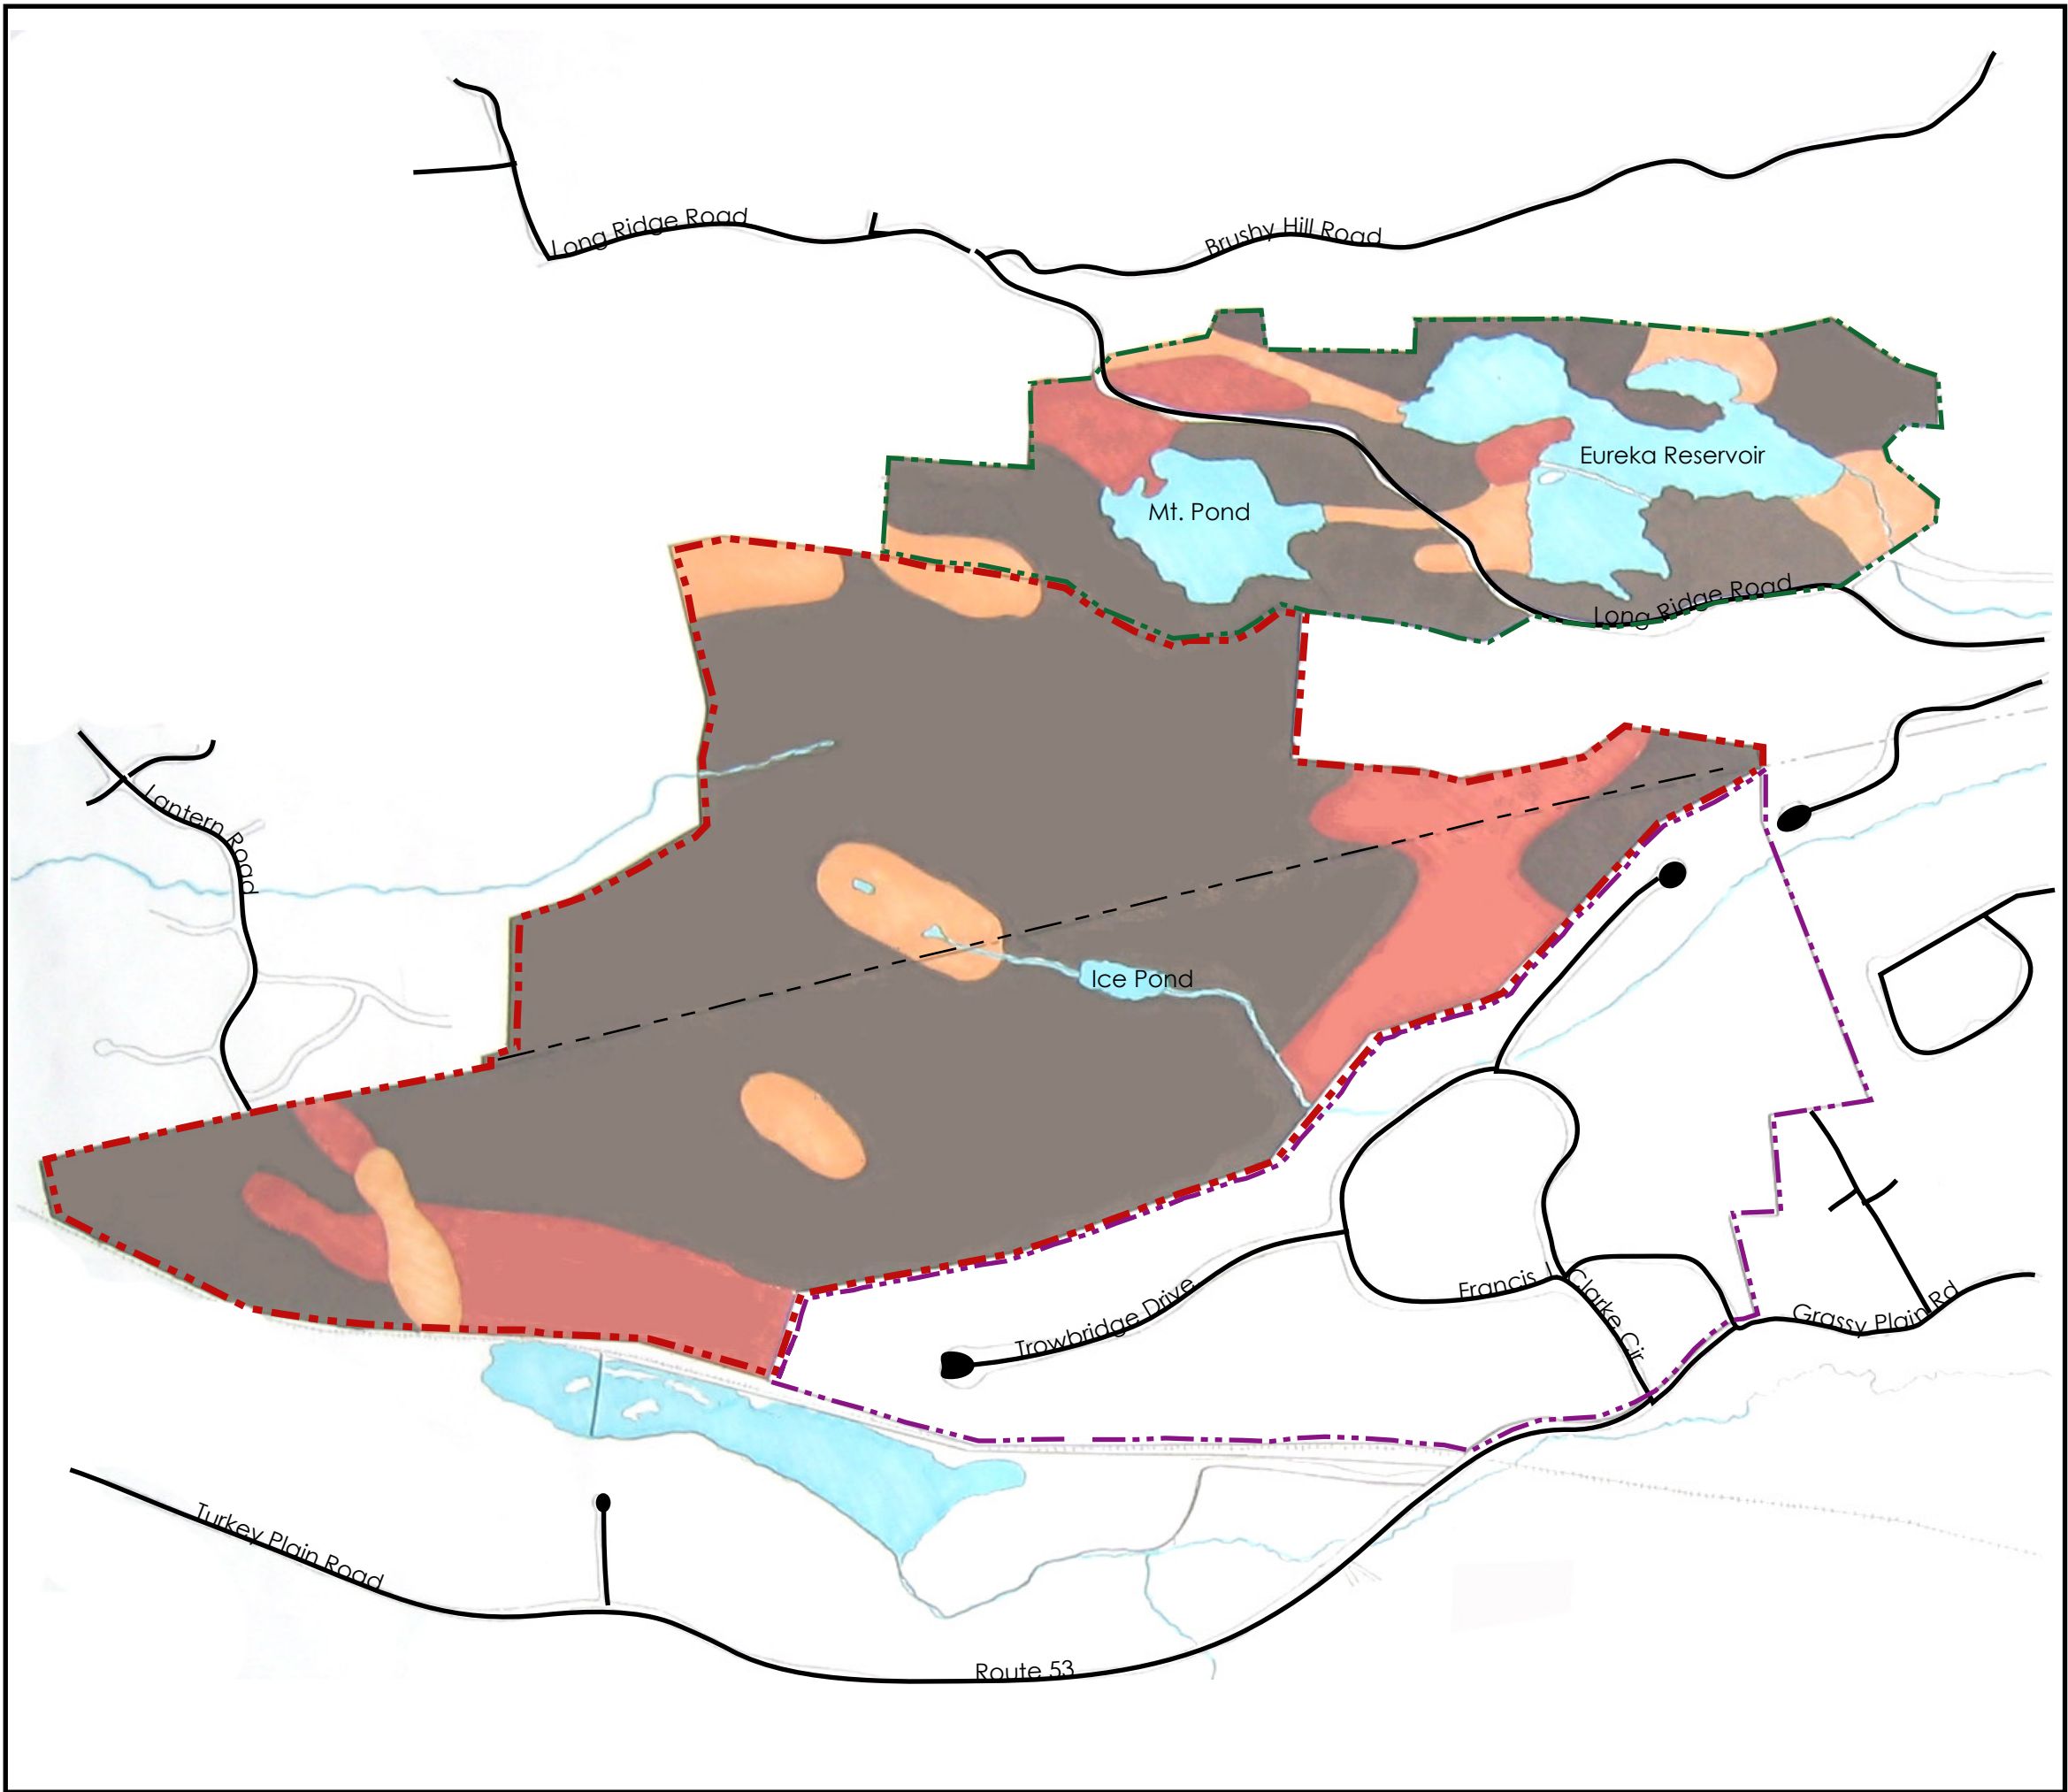 Long Ridge Road
Brushy Hill Road
Eureka Reservoir
Mt. Pond
Long Ridge Road
Lantern Road
Ice Pond
Francis J. Clarke Cir
Trowbridge Drive
Grassy Plain Rd
Turkey Plain Road
Route 53